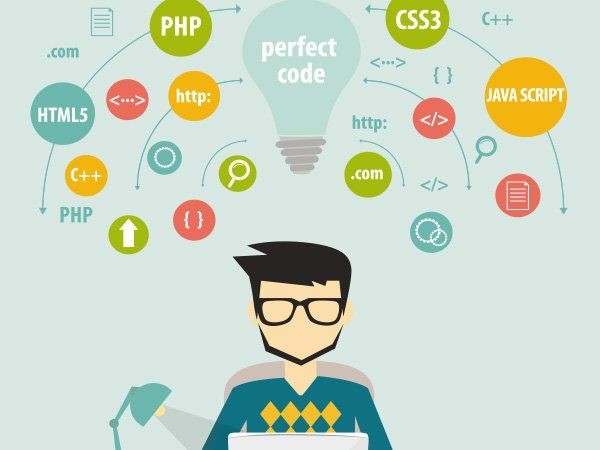 PHP
CSS3
C++
.com
perfect
code
<···>
{ }
HTML5
<···>
http:
JAVA SCRIPT
http:
</>
C++
.com
</>
PHP
{ }